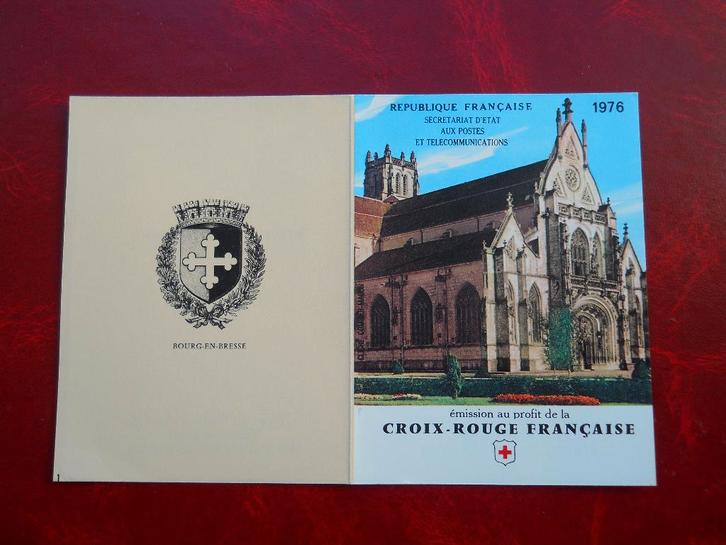 BOURG-EN-BRESSE
1
REPUBLIQUE FRANÇAISE
1976
SECRETARIAT D'ETAT
AUX POSTES
ET TELECOMMUNICATIONS
émission au profit de la
CROIX-ROUGE FRANÇAISE